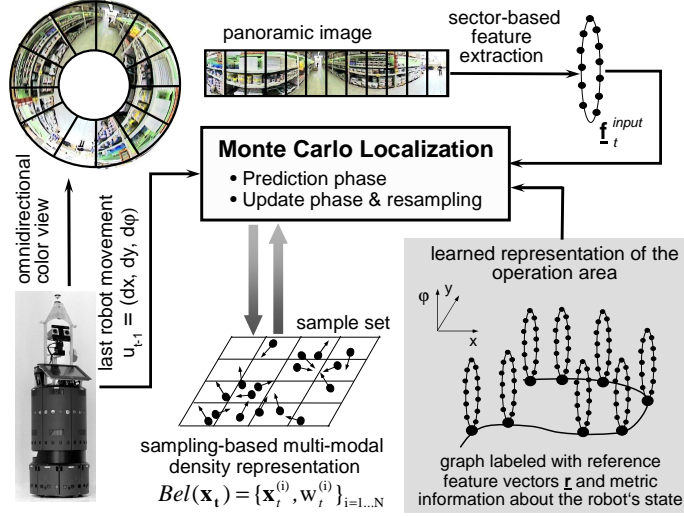 sector-based
feature
extraction
panoramic image
f_t^input
Monte Carlo Localization
• Prediction phase
• Update phase & resampling
omnidirectional
color view
last robot movement
u_{t-1} = (dx, dy, dφ)
learned representation of the
operation area
φ
y
x
sample set
sampling-based multi-modal
density representation
Bel(x_t) = {x_t^(i), w_t^(i)}_{i=1...N}
graph labeled with reference
feature vectors r and metric
information about the robot's state